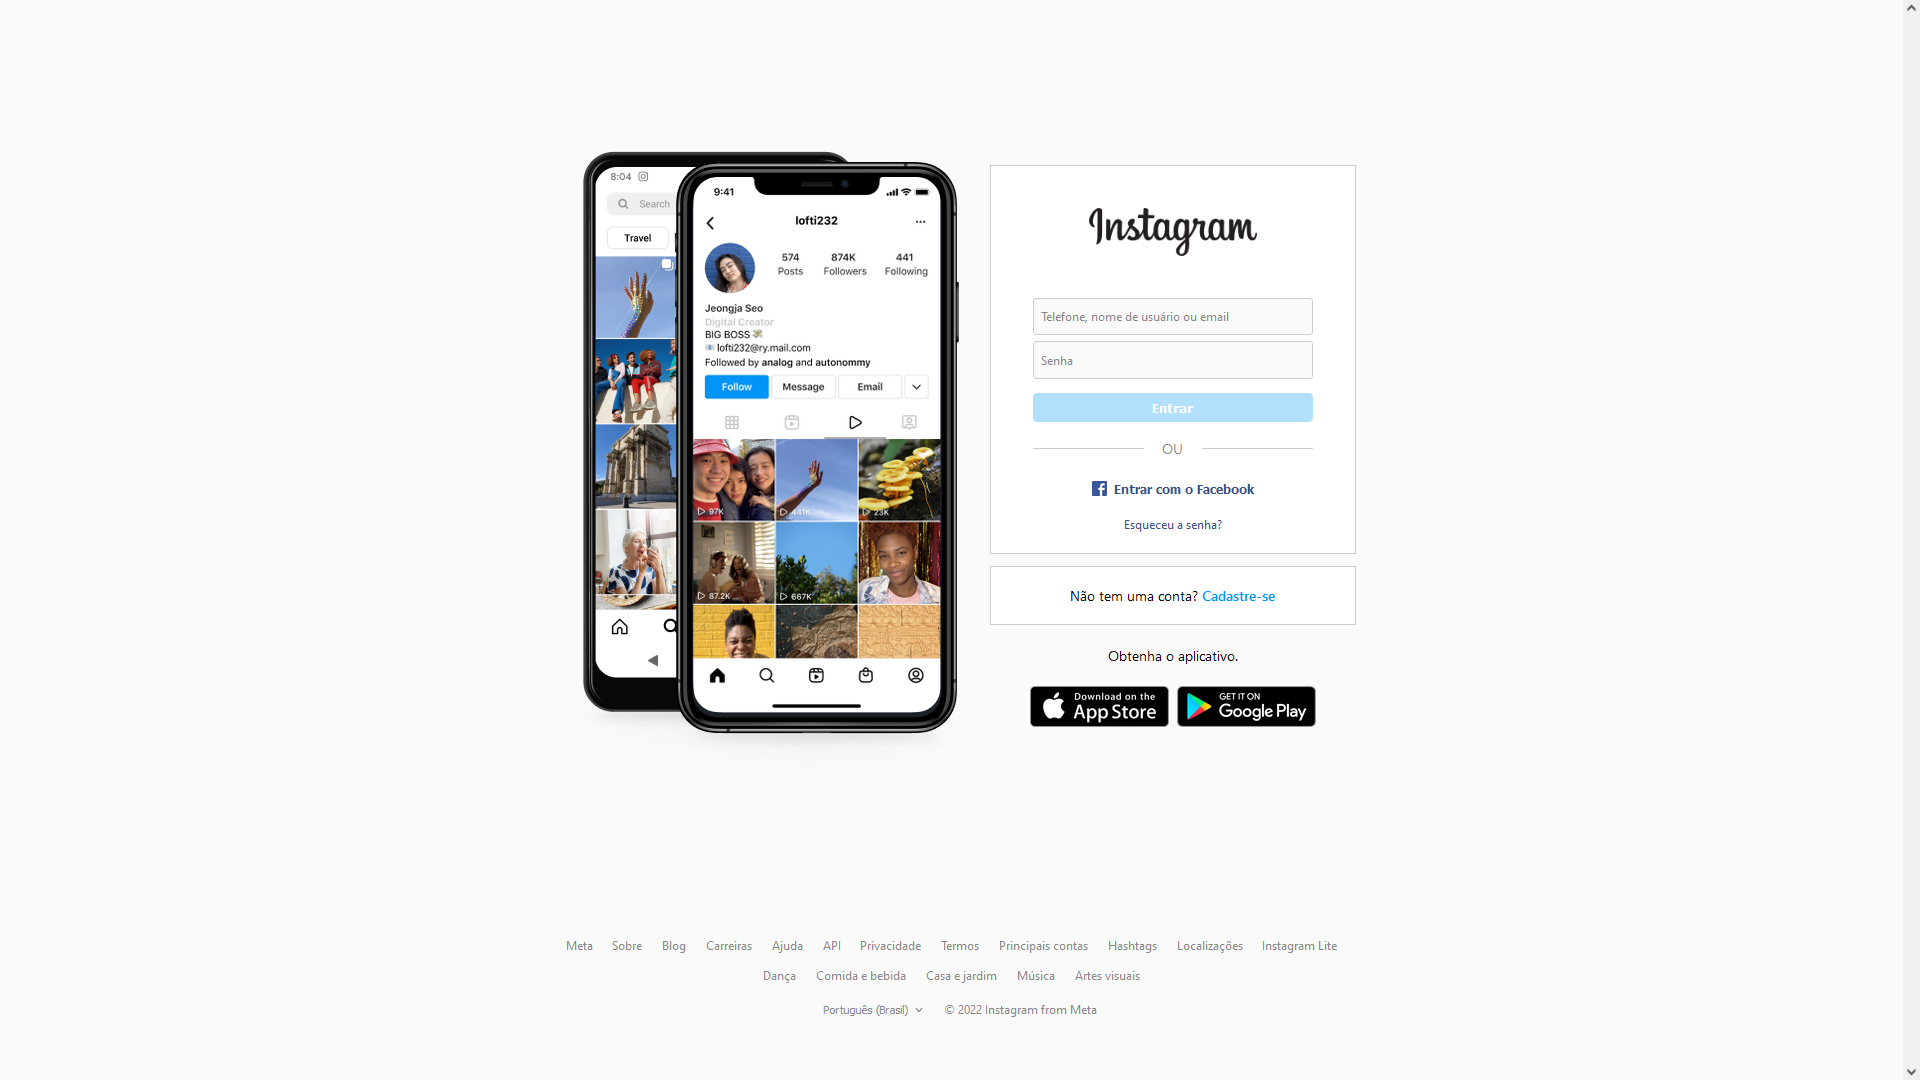 8:04
Search
Travel
9:41
lofti232
574 874K 441
Posts Followers Following
Jeongja Seo
Digital Creator
BIG BOSS
lofti232@ry.mail.com
Followed by analog and autonommy
Follow Message Email
97K 441K 23K
87.2K 667K
Instagram
Telefone, nome de usuário ou email
Senha
Entrar
OU
Entrar com o Facebook
Esqueceu a senha?
Não tem uma conta? Cadastre-se
Obtenha o aplicativo.
Download on the
App Store
GET IT ON
Google Play
Meta Sobre Blog Carreiras Ajuda API Privacidade Termos Principais contas Hashtags Localizações Instagram Lite
Dança Comida e bebida Casa e jardim Música Artes visuais
Português (Brasil) © 2022 Instagram from Meta